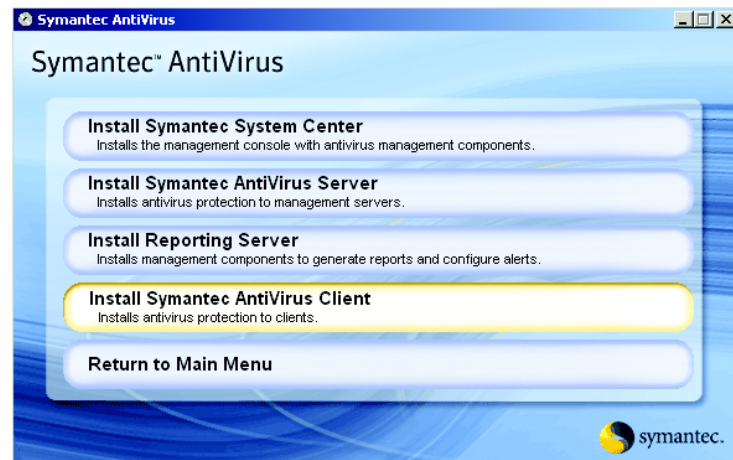 Symantec AntiVirus
Symantec™ AntiVirus
Install Symantec System Center
Installs the management console with antivirus management components.
Install Symantec AntiVirus Server
Installs antivirus protection to management servers.
Install Reporting Server
Installs management components to generate reports and configure alerts.
Install Symantec AntiVirus Client
Installs antivirus protection to clients.
Return to Main Menu
symantec.